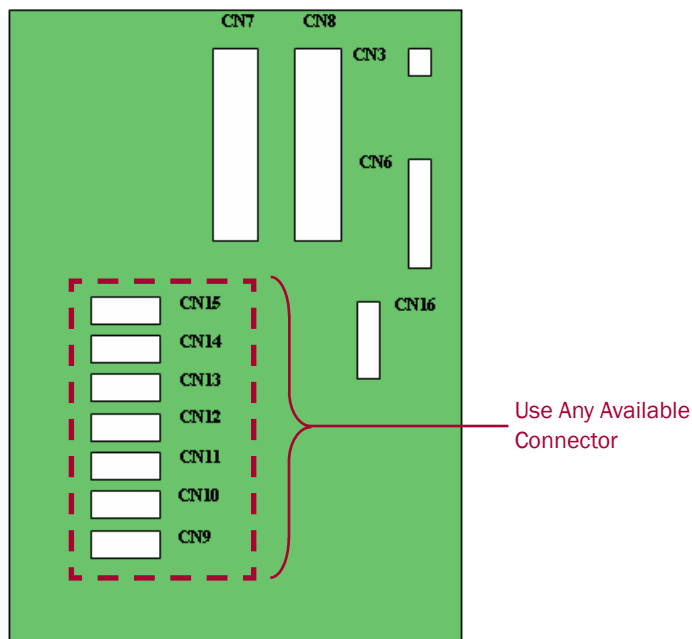 CN7
CN8
CN3
CN6
CN15
CN16
CN14
CN13
CN12
CN11
CN10
CN9
Use Any Available
Connector